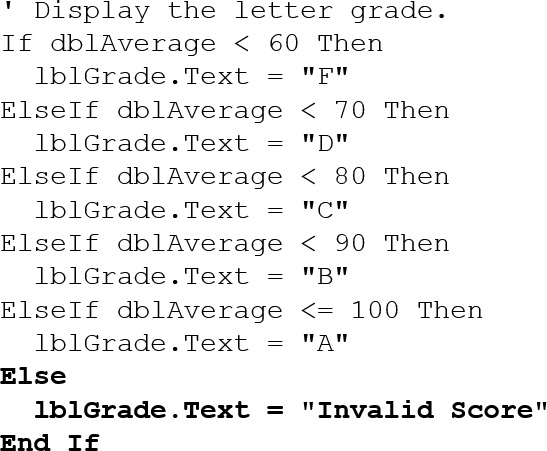 ' Display the letter grade.
If dblAverage < 60 Then
  lblGrade.Text = "F"
ElseIf dblAverage < 70 Then
  lblGrade.Text = "D"
ElseIf dblAverage < 80 Then
  lblGrade.Text = "C"
ElseIf dblAverage < 90 Then
  lblGrade.Text = "B"
ElseIf dblAverage <= 100 Then
  lblGrade.Text = "A"
Else
  lblGrade.Text = "Invalid Score"
End If